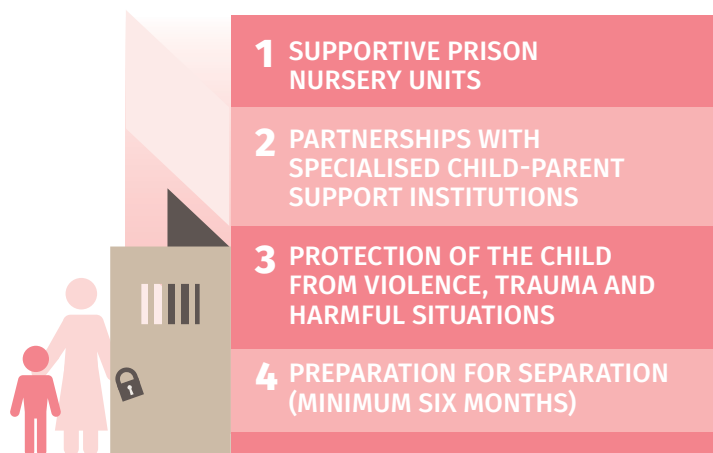 1 SUPPORTIVE PRISON
NURSERY UNITS
2 PARTNERSHIPS WITH
SPECIALISED CHILD-PARENT
SUPPORT INSTITUTIONS
3 PROTECTION OF THE CHILD
FROM VIOLENCE, TRAUMA AND
HARMFUL SITUATIONS
4 PREPARATION FOR SEPARATION
(MINIMUM SIX MONTHS)